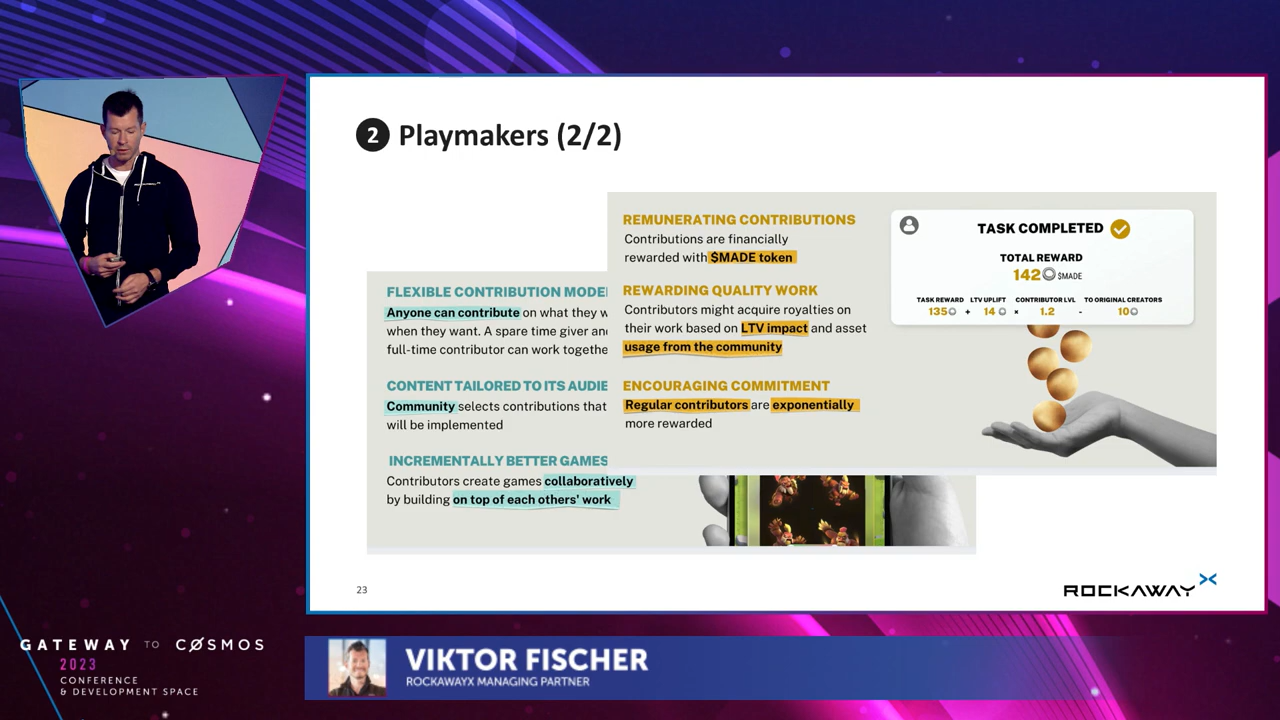 2 Playmakers (2/2)
FLEXIBLE CONTRIBUTION MODE
Anyone can contribute on what they w
when they want. A spare time giver an
full-time contributor can work togethe
CONTENT TAILORED TO ITS AUDIE
Community selects contributions that
will be implemented
INCREMENTALLY BETTER GAMES
Contributors create games collaboratively
by building on top of each others' work
REMUNERATING CONTRIBUTIONS
Contributions are financially
rewarded with $MADE token
REWARDING QUALITY WORK
Contributors might acquire royalties on
their work based on LTV impact and asset
usage from the community
ENCOURAGING COMMITMENT
Regular contributors are exponentially
more rewarded
TASK COMPLETED
TOTAL REWARD
142 $MADE
TASK REWARD LTV UPLIFT CONTRIBUTOR LVL TO ORIGINAL CREATORS
135 + 14 × 1.2 - 10
23
ROCKAWAY X
GATEWAY TO COSMOS
2023
CONFERENCE
& DEVELOPMENT SPACE
VIKTOR FISCHER
ROCKAWAYX MANAGING PARTNER